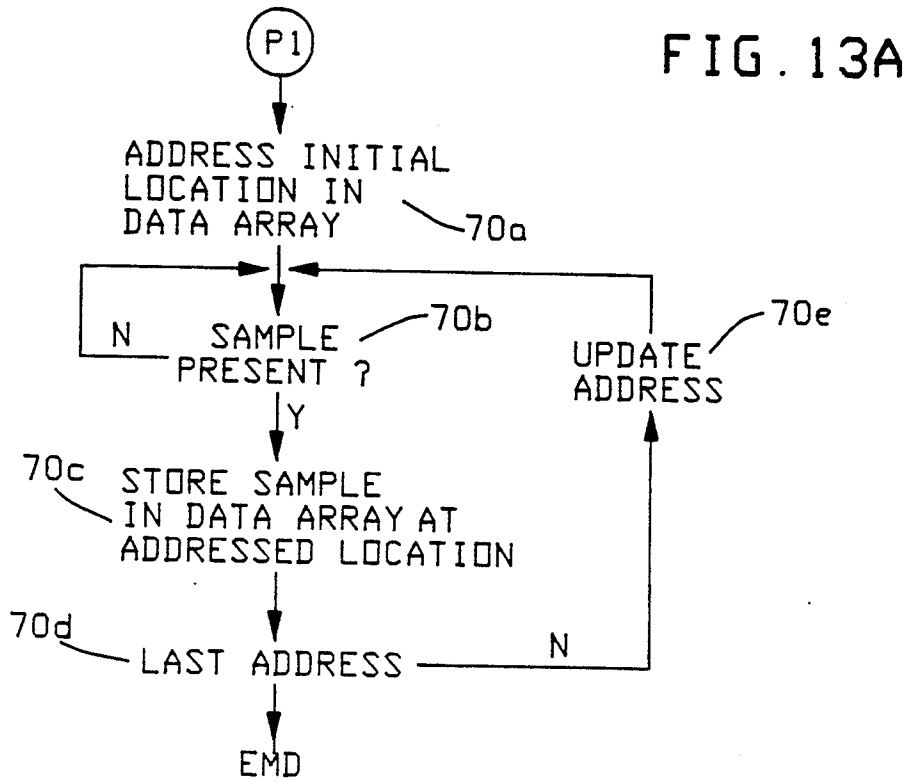 P1
FIG. 13A
ADDRESS INITIAL
LOCATION IN
DATA ARRAY
70a
70b
N
SAMPLE
PRESENT ?
70e
UPDATE
ADDRESS
Y
70c
STORE SAMPLE
IN DATA ARRAY AT
ADDRESSED LOCATION
70d
LAST ADDRESS
N
EMD